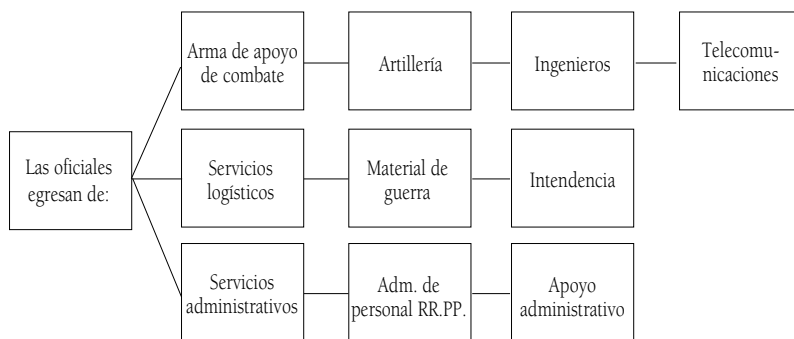 Arma de apoyo
de combate
Artillería
Ingenieros
Telecomu-
nicaciones
Las oficiales
egresan de:
Servicios
logísticos
Material de
guerra
Intendencia
Servicios
administrativos
Adm. de
personal RR.PP.
Apoyo
administrativo